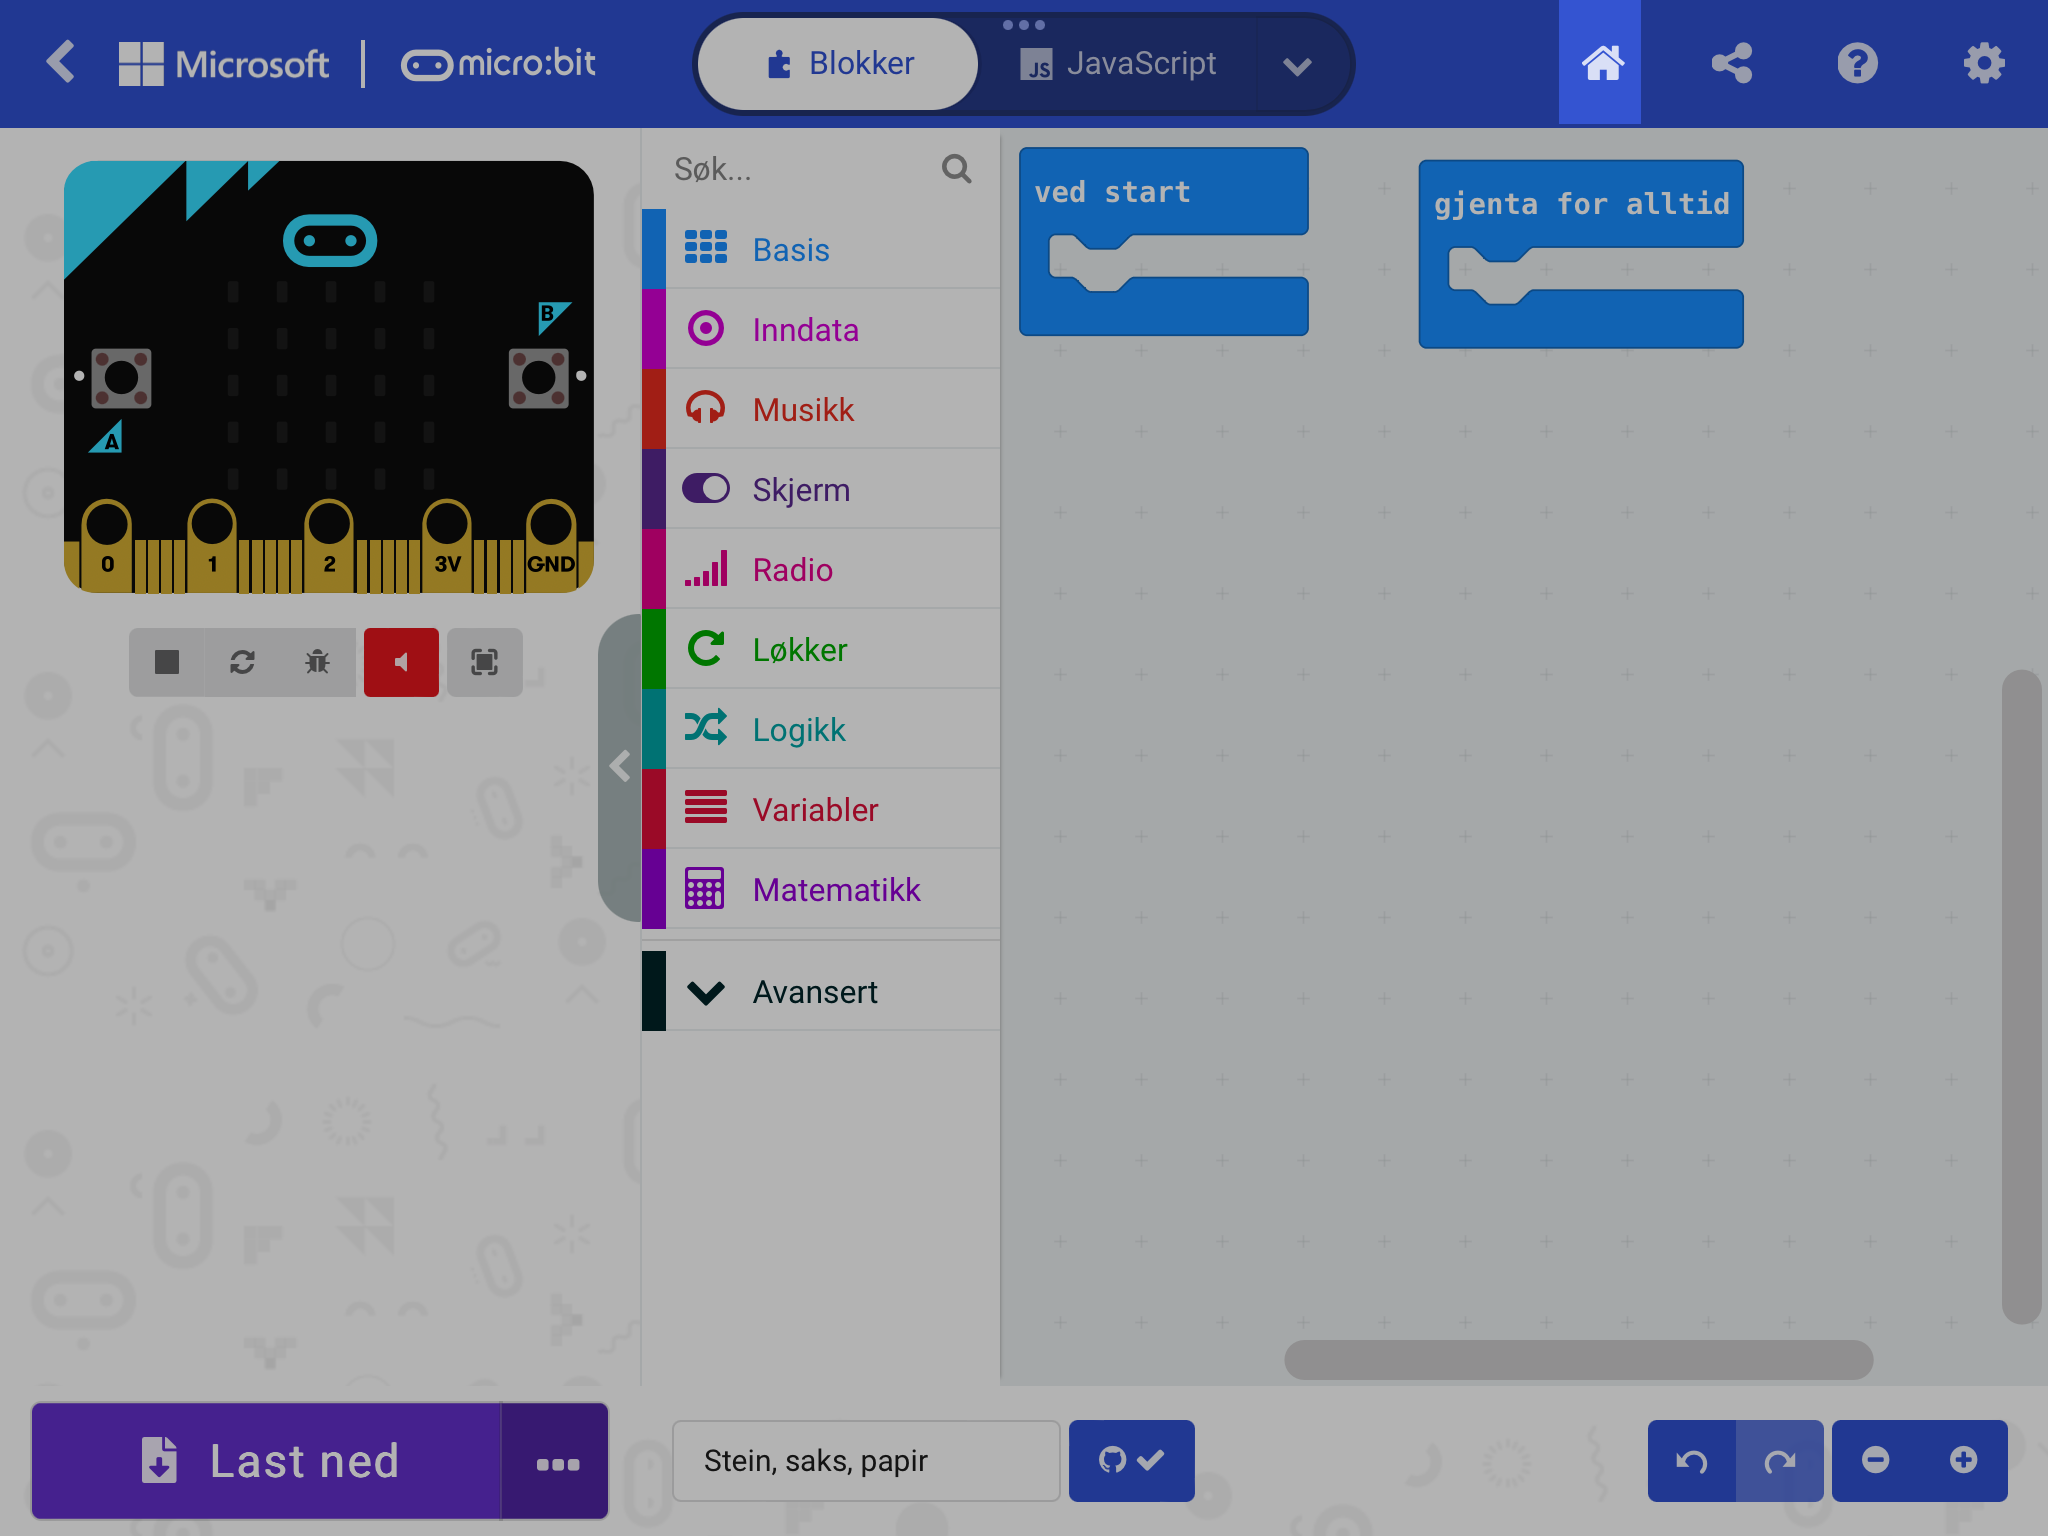 Microsoft
micro:bit
Blokker
JS
JavaScript
B
A
0
1
2
3V
GND
Søk...
Basis
Inndata
Musikk
Skjerm
Radio
Løkker
Logikk
Variabler
Matematikk
Avansert
ved start
gjenta for alltid
Last ned
Stein, saks, papir